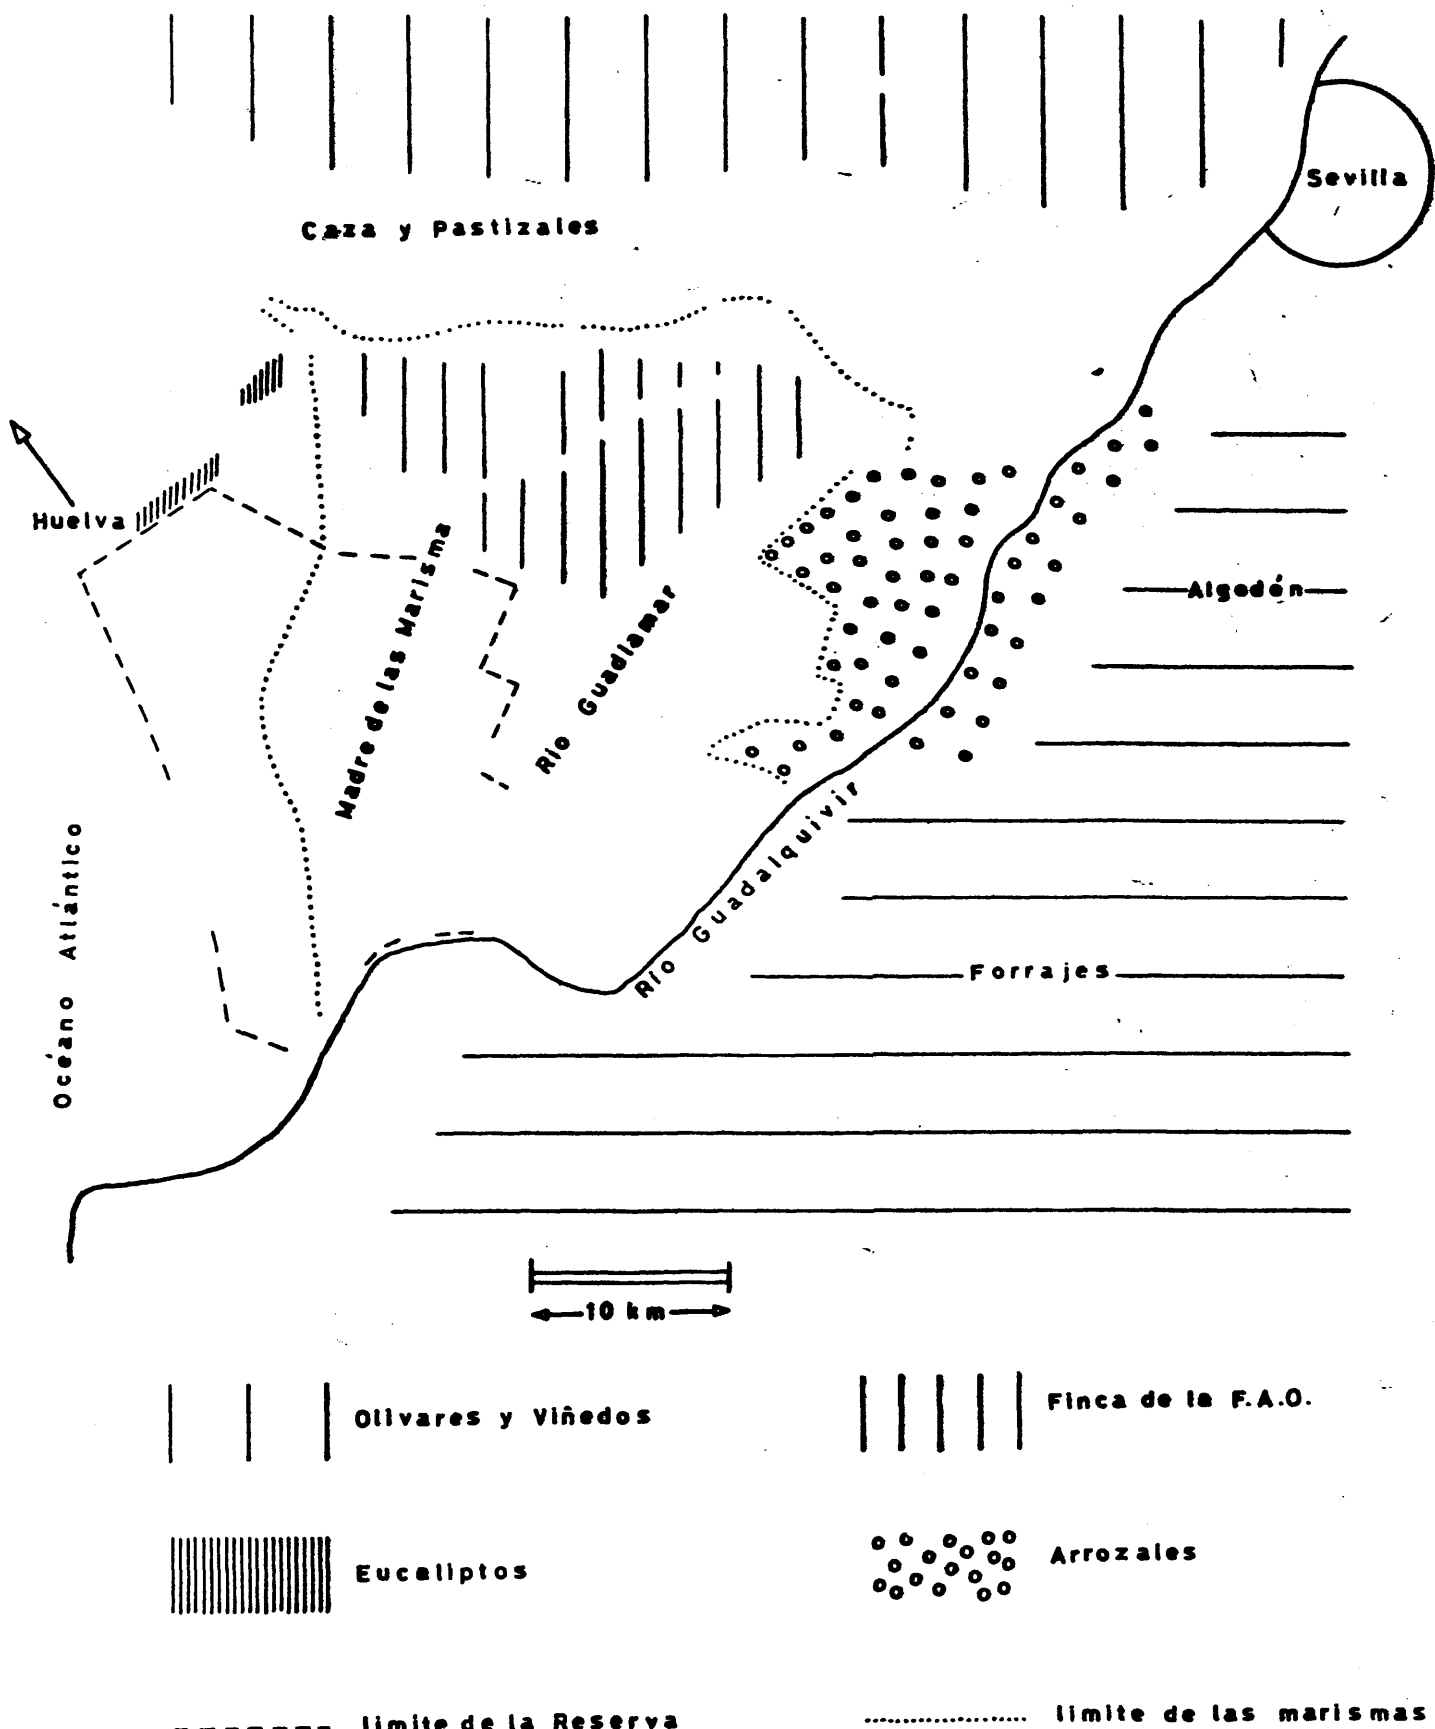 Sevilla
Caza y Pastizales
Huelva
Algodón
Madre de las Marisma
Río Guadiamar
Río Guadalquivir
Océano Atlántico
Forrajes
10 km
Olivares y Viñedos
Finca de la F.A.O.
Eucaliptos
Arrozales
limite de la Reserva
limite de las marismas